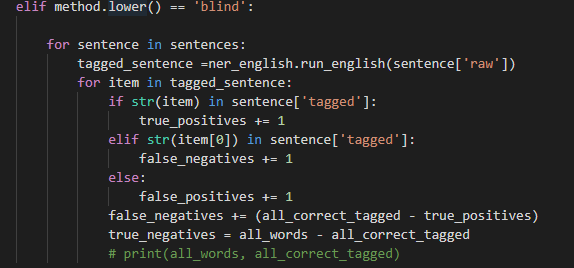 elif method.lower() == 'blind':
for sentence in sentences:
tagged_sentence =ner_english.run_english(sentence['raw'])
for item in tagged_sentence:
if str(item) in sentence['tagged']:
true_positives += 1
elif str(item[0]) in sentence['tagged']:
false_negatives += 1
else:
false_positives += 1
false_negatives += (all_correct_tagged - true_positives)
true_negatives = all_words - all_correct_tagged
# print(all_words, all_correct_tagged)